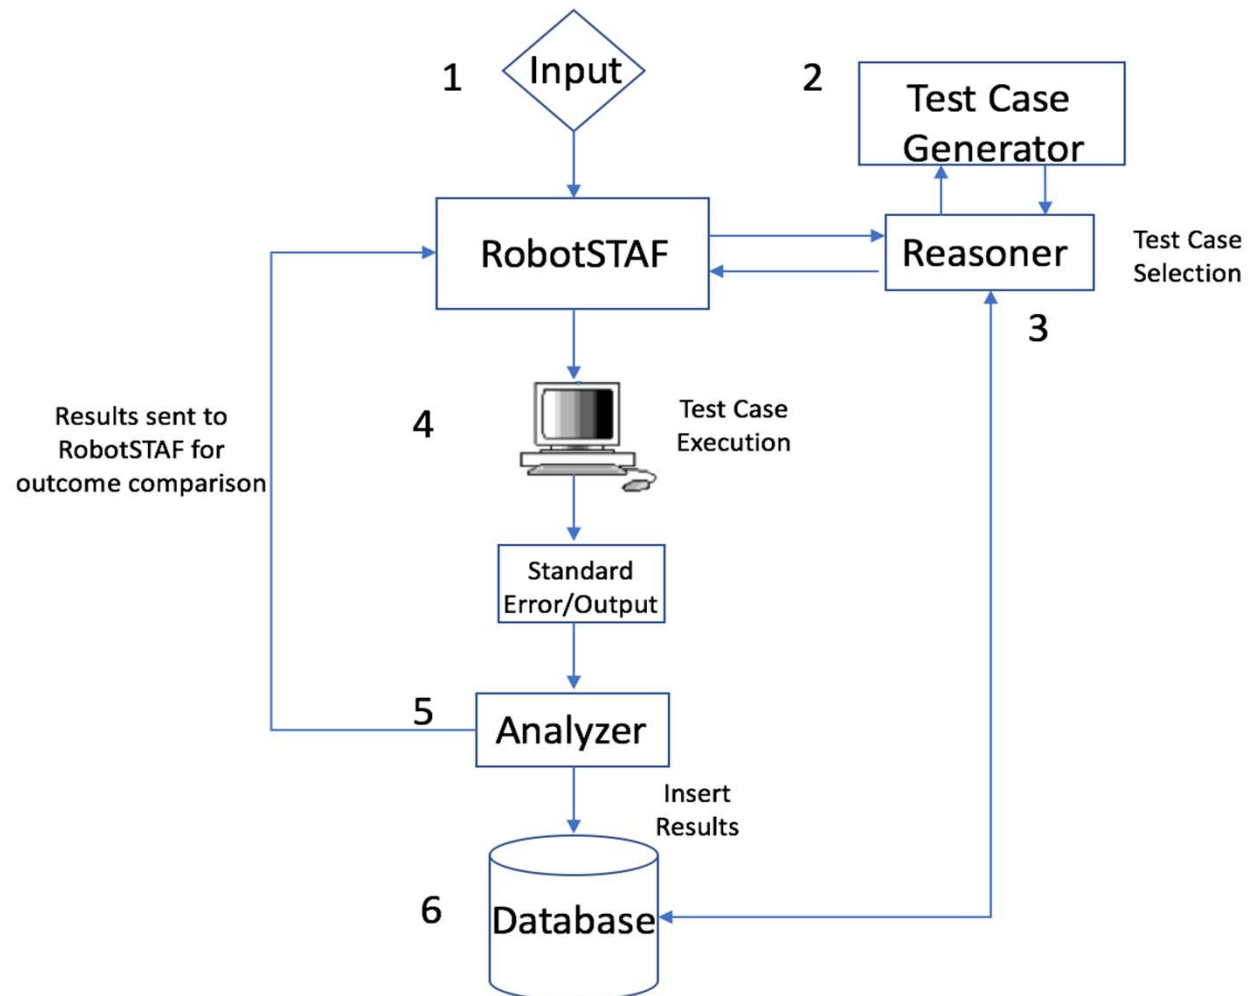 1
Input
2
Test Case
Generator
RobotSTAF
Reasoner
Test Case
Selection
3
4
Test Case
Execution
Results sent to
RobotSTAF for
outcome comparison
Standard
Error/Output
5
Analyzer
Insert
Results
6
Database